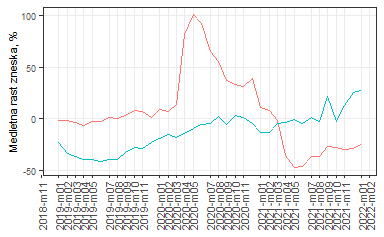 Medletna rast zneska, %
100
50
0
-50
2018-m11
2019-m01
2019-m02
2019-m03
2019-m04
2019-m05
2019-m07
2019-m08
2019-m09
2019-m10
2019-m11
2020-m01
2020-m02
2020-m03
2020-m04
2020-m05
2020-m07
2020-m08
2020-m09
2020-m10
2020-m11
2021-m01
2021-m02
2021-m03
2021-m04
2021-m05
2021-m07
2021-m08
2021-m09
2021-m10
2021-m11
2022-m01
2022-m02